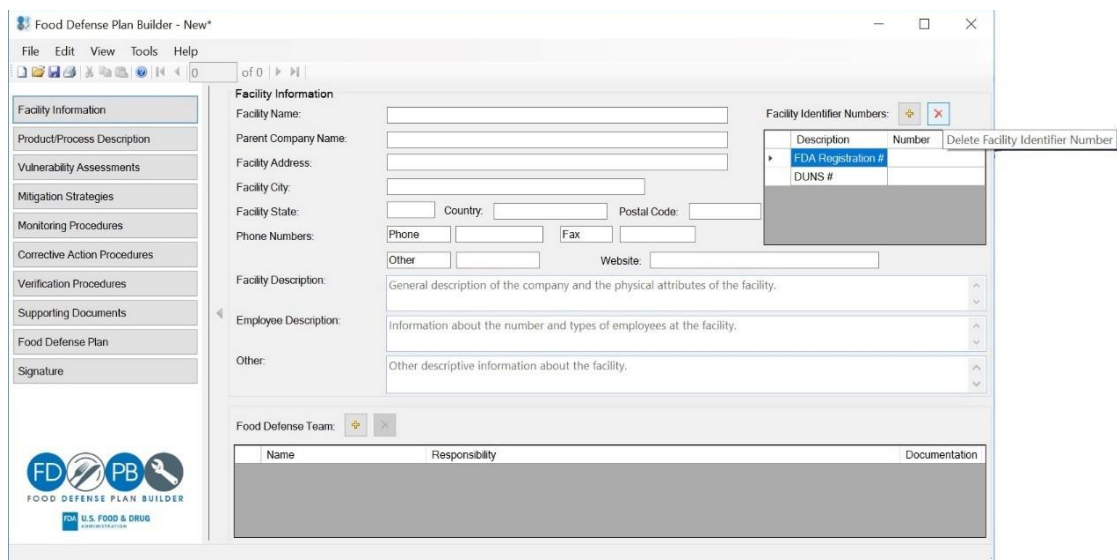 Food Defense Plan Builder - New*
File Edit View Tools Help
0 of 0
Facility Information
Product/Process Description
Vulnerability Assessments
Mitigation Strategies
Monitoring Procedures
Corrective Action Procedures
Verification Procedures
Supporting Documents
Food Defense Plan
Signature
FD PB
FOOD DEFENSE PLAN BUILDER
FDA U.S. FOOD & DRUG
ADMINISTRATION
Facility Information
Facility Name:
Parent Company Name:
Facility Address:
Facility City:
Facility State: Country: Postal Code:
Phone Numbers: Phone Fax
Other Website:
Facility Identifier Numbers:
Description Number
Delete Facility Identifier Number
FDA Registration #
DUNS #
Facility Description: General description of the company and the physical attributes of the facility.
Employee Description: Information about the number and types of employees at the facility.
Other: Other descriptive information about the facility.
Food Defense Team:
Name Responsibility Documentation